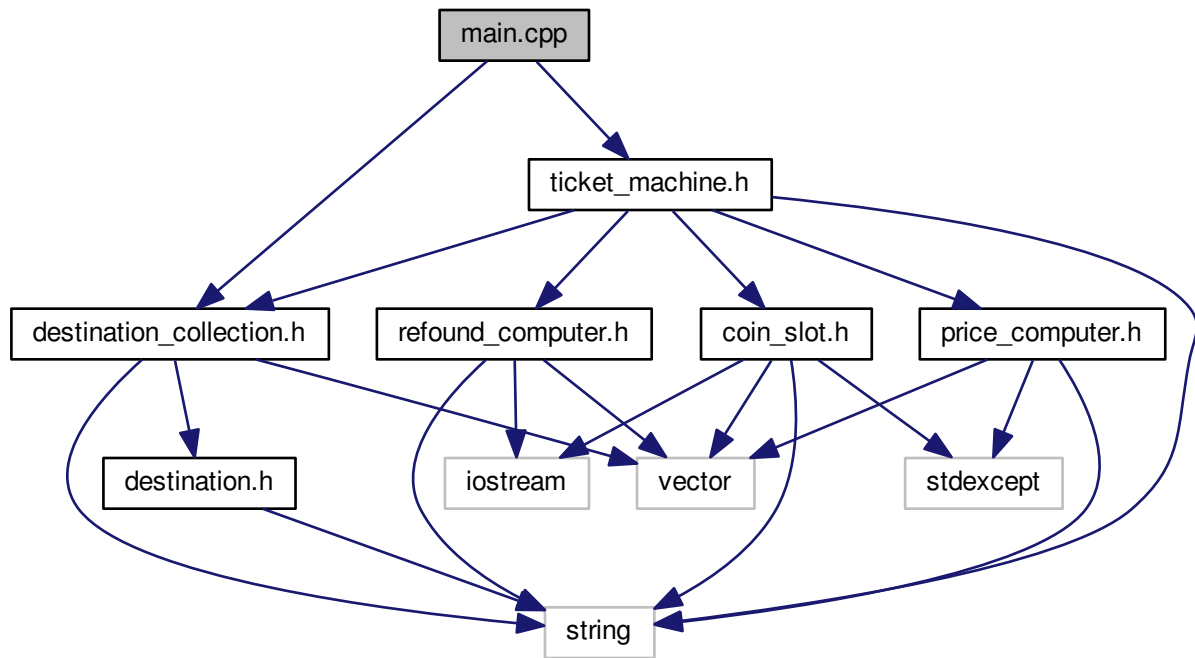 main.cpp
ticket_machine.h
destination_collection.h
refound_computer.h
coin_slot.h
price_computer.h
destination.h
iostream
vector
stdexcept
string